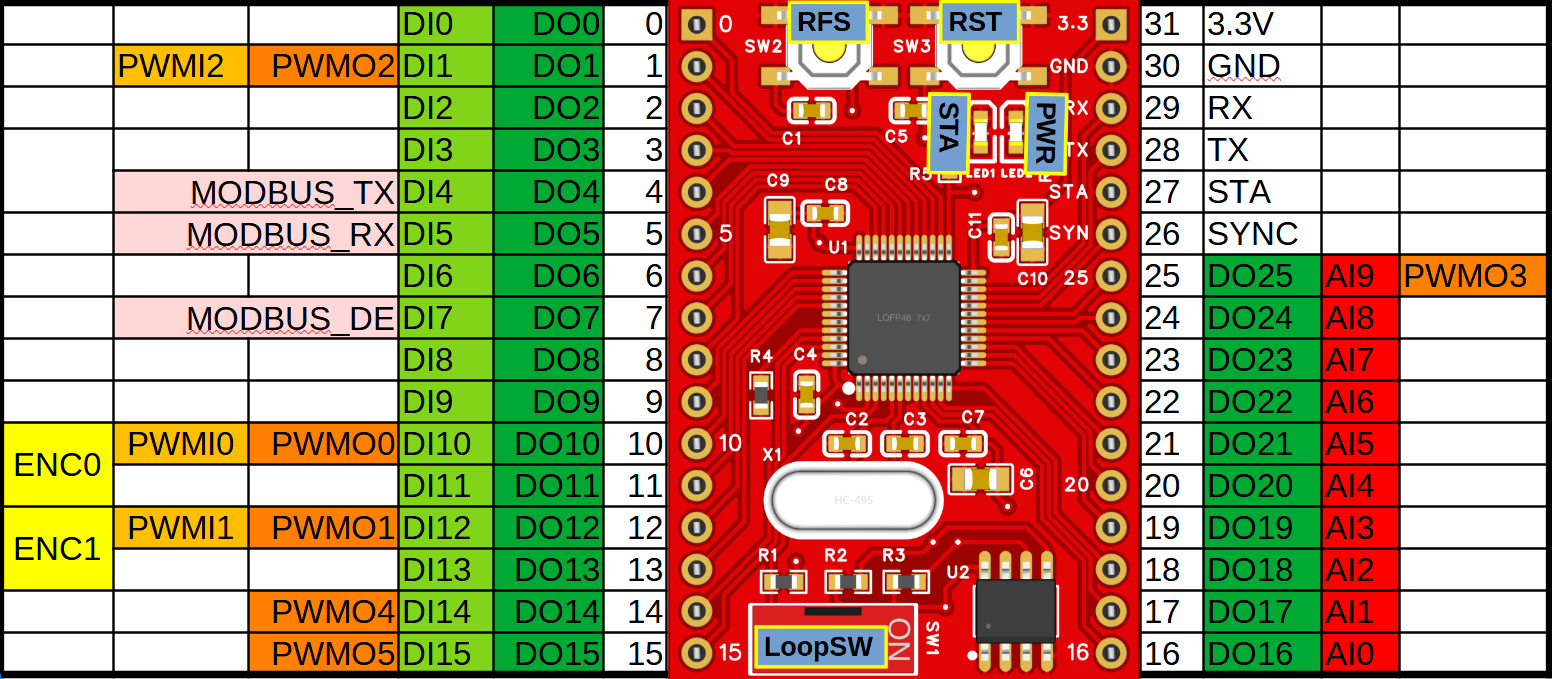 DI0 DO0 0
PWMI2 PWMO2 DI1 DO1 1
DI2 DO2 2
DI3 DO3 3
MODBUS_TX DI4 DO4 4
MODBUS_RX DI5 DO5 5
DI6 DO6 6
MODBUS_DE DI7 DO7 7
DI8 DO8 8
DI9 DO9 9
ENC0 PWMI0 PWMO0 DI10 DO10 10
DI11 DO11 11
ENC1 PWMI1 PWMO1 DI12 DO12 12
DI13 DO13 13
PWMO4 DI14 DO14 14
PWMO5 DI15 DO15 15
0 RFS RST 3.3
SW2 SW3 GND
RX
C1 C5 STA PWR TX
R5 LED1 LED
C9 C8 STA
5 U1 C11 SYN
C10 25
LQFP48 7x7
R4 C4
C2 C3 C7
10 X1
HC-49S C6 20
R1 R2 R3 U2
15 LoopSW ON SW1 16
31 3.3V
30 GND
29 RX
28 TX
27 STA
26 SYNC
25 DO25 AI9 PWMO3
24 DO24 AI8
23 DO23 AI7
22 DO22 AI6
21 DO21 AI5
20 DO20 AI4
19 DO19 AI3
18 DO18 AI2
17 DO17 AI1
16 DO16 AI0